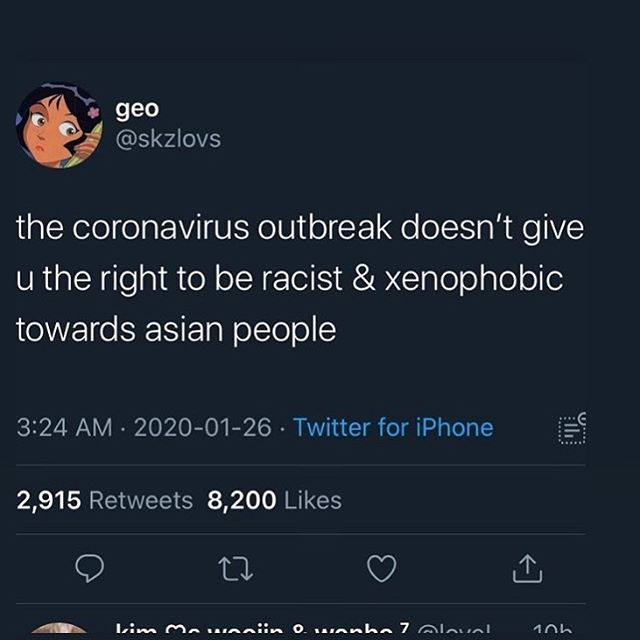 geo
@skzlovs
the coronavirus outbreak doesn't give
u the right to be racist & xenophobic
towards asian people
3:24 AM · 2020-01-26 · Twitter for iPhone
2,915 Retweets 8,200 Likes